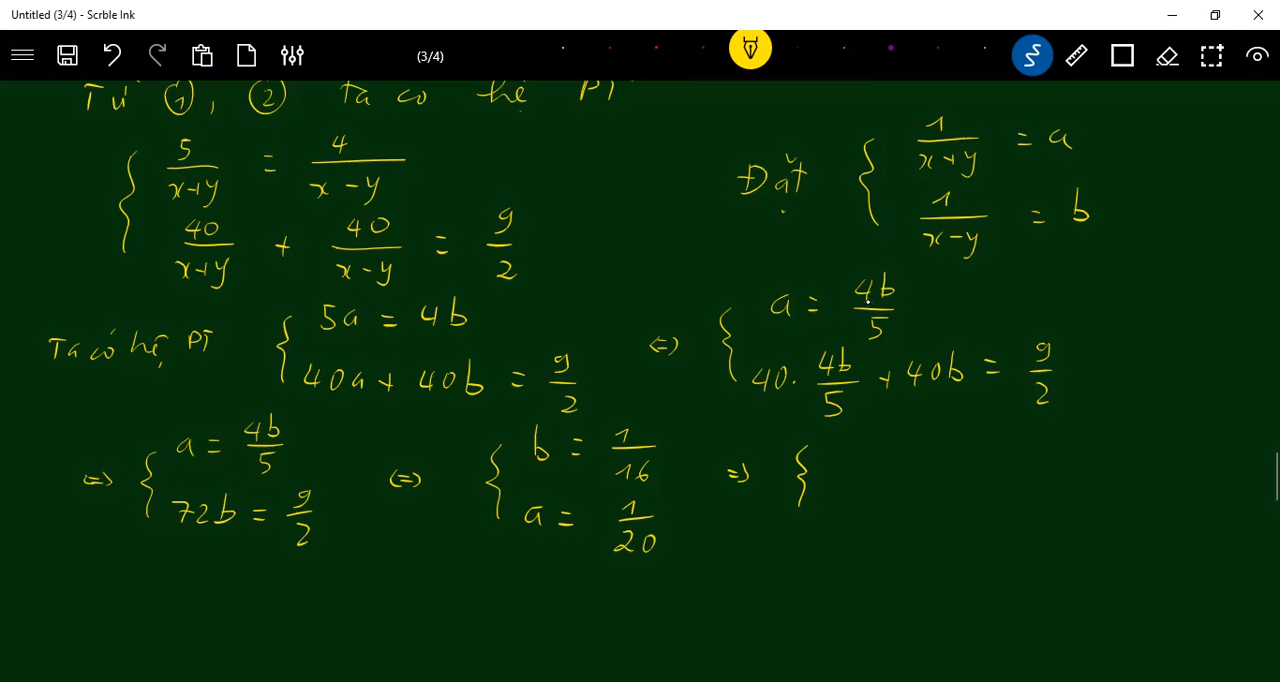 Untitled (3/4) - Scrble Ink
(3/4)
Từ ①, ② ta có hệ PT
{ 5/(x+y) = 4/(x-y)
40/(x+y) + 40/(x-y) = 9/2
Đặt { 1/(x+y) = a
1/(x-y) = b
Ta có hệ PT { 5a = 4b
40a + 40b = 9/2
<=> { a = 4b/5
40. 4b/5 + 40b = 9/2
=> { a = 4b/5
72b = 9/2
<=> { b = 1/16
a = 1/20
=> {